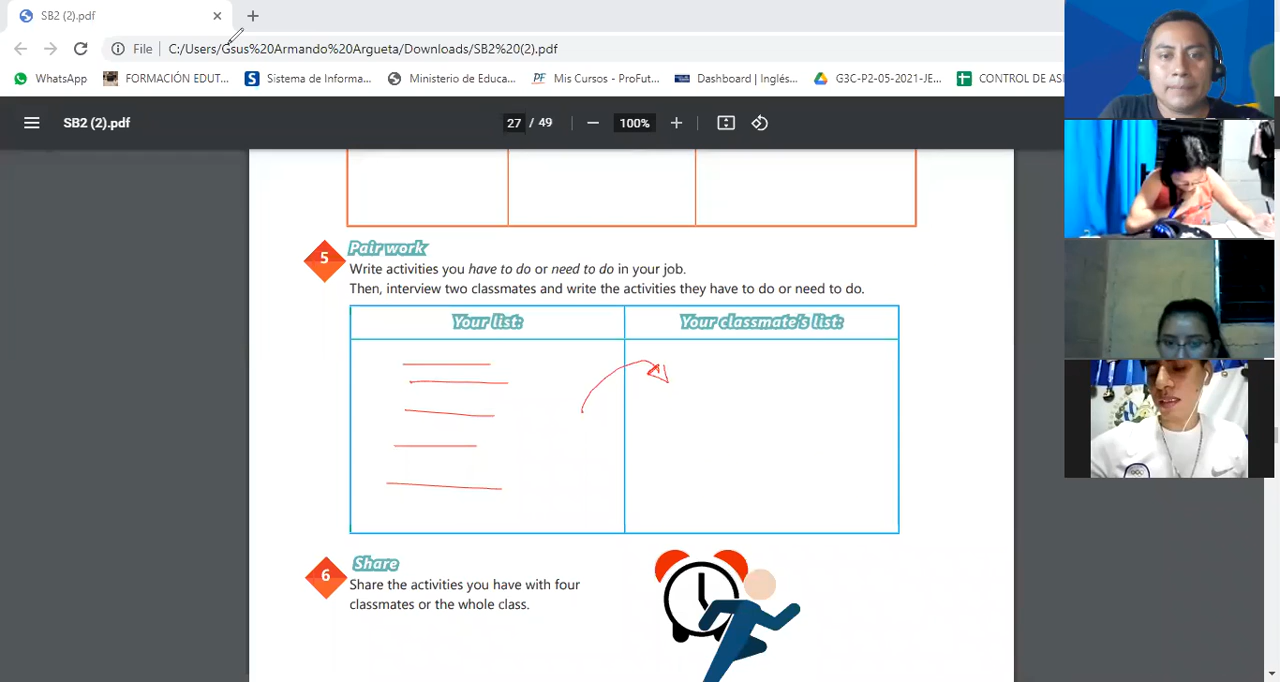 SB2 (2).pdf
File C:/Users/Gsus%20Armando%20Argueta/Downloads/SB2%20(2).pdf
WhatsApp FORMACIÓN EDUT... Sistema de Informa... Ministerio de Educa... PF Mis Cursos - ProFut... Dashboard | Inglés... G3C-P2-05-2021-JE... CONTROL DE ASI
SB2 (2).pdf 27 / 49 100%
5 Pair work
Write activities you have to do or need to do in your job.
Then, interview two classmates and write the activities they have to do or need to do.
Your list: Your classmate's list:
6 Share
Share the activities you have with four
classmates or the whole class.